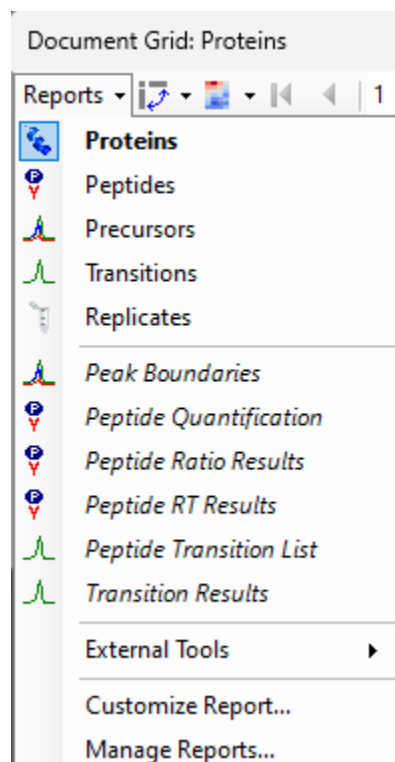 Document Grid: Proteins
Reports 1
Proteins
Peptides
Precursors
Transitions
Replicates
Peak Boundaries
Peptide Quantification
Peptide Ratio Results
Peptide RT Results
Peptide Transition List
Transition Results
External Tools
Customize Report...
Manage Reports...